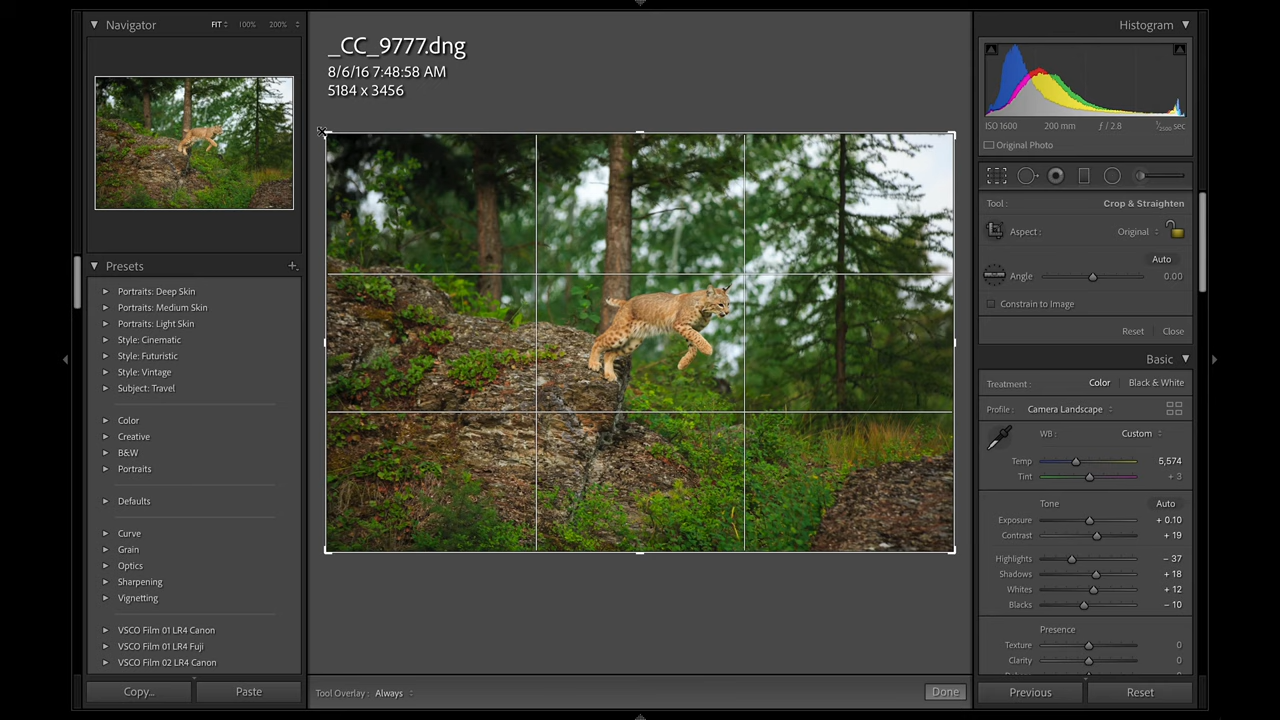 Navigator
FIT
100%
200%
_CC_9777.dng
8/6/16 7:48:58 AM
5184 x 3456
Presets
Portraits: Deep Skin
Portraits: Medium Skin
Portraits: Light Skin
Style: Cinematic
Style: Futuristic
Style: Vintage
Subject: Travel
Color
Creative
B&W
Portraits
Defaults
Curve
Grain
Optics
Sharpening
Vignetting
VSCO Film 01 LR4 Canon
VSCO Film 01 LR4 Fuji
VSCO Film 02 LR4 Canon
Copy...
Paste
Tool Overlay: Always
Done
Histogram
ISO 1600 200 mm ƒ / 2.8 1/2500 sec
Original Photo
Tool: Crop & Straighten
Aspect: Original
Auto
Angle 0.00
Constrain to Image
Reset Close
Basic
Treatment: Color Black & White
Profile: Camera Landscape
WB: Custom
Temp 5,574
Tint + 3
Tone Auto
Exposure + 0.10
Contrast + 19
Highlights – 37
Shadows + 18
Whites + 12
Blacks – 10
Presence
Texture 0
Clarity 0
Previous
Reset